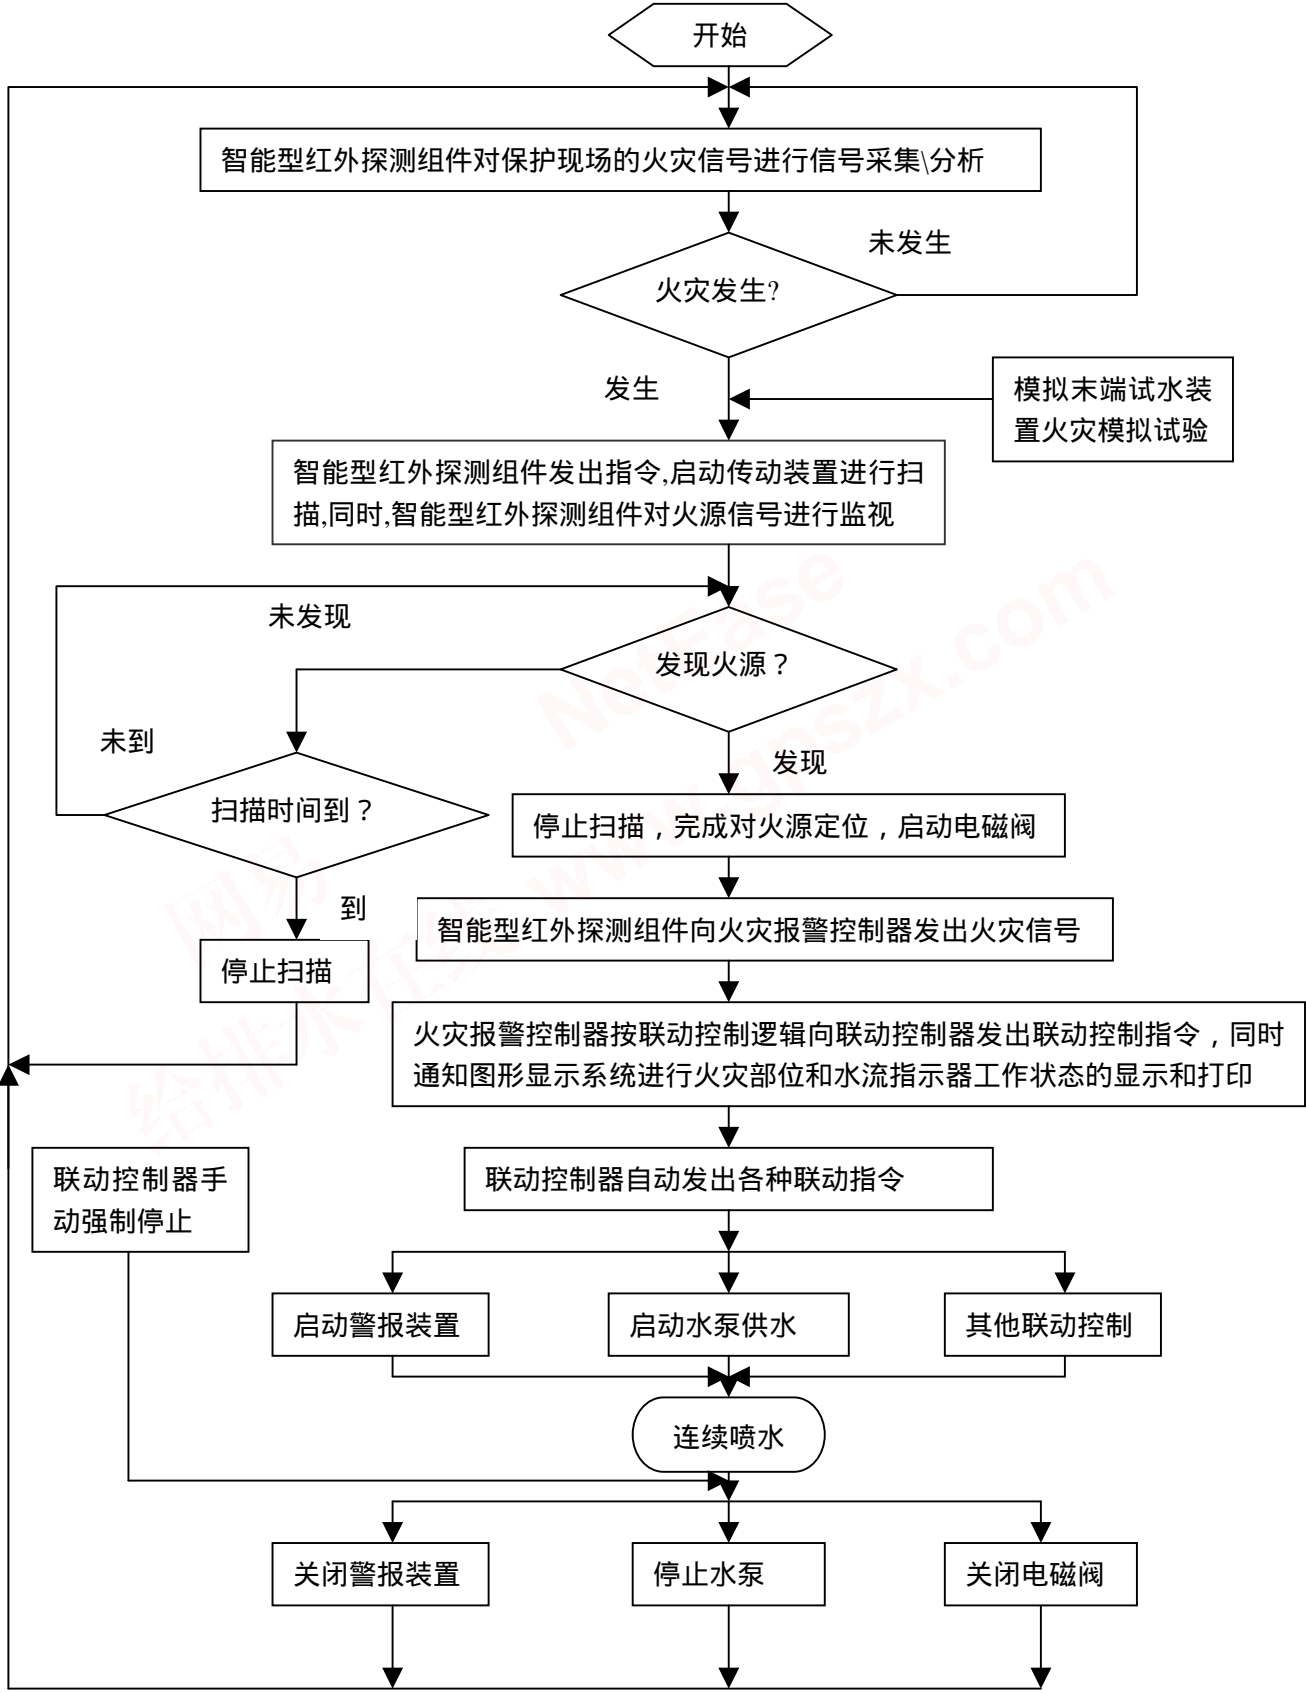 开始
智能型红外探测组件对保护现场的火灾信号进行信号采集\分析
未发生
火灾发生?
发生
模拟末端试水装
置火灾模拟试验
智能型红外探测组件发出指令,启动传动装置进行扫
描,同时,智能型红外探测组件对火源信号进行监视
未发现
发现火源？
未到
发现
扫描时间到？
停止扫描，完成对火源定位，启动电磁阀
到
智能型红外探测组件向火灾报警控制器发出火灾信号
停止扫描
火灾报警控制器按联动控制逻辑向联动控制器发出联动控制指令，同时
通知图形显示系统进行火灾部位和水流指示器工作状态的显示和打印
联动控制器手
动强制停止
联动控制器自动发出各种联动指令
启动警报装置
启动水泵供水
其他联动控制
连续喷水
关闭警报装置
停止水泵
关闭电磁阀
网易 NetEase
给排水在线 www.gpszx.com